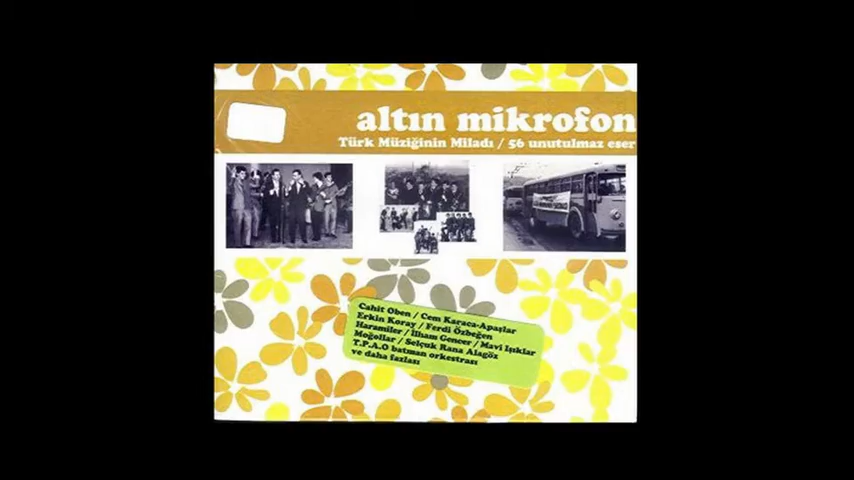 altın mikrofon
Türk Müziğinin Miladı / 56 unutulmaz eser
Cahit Oben / Cem Karaca-Apaşlar
Erkin Koray / Ferdi Özbeğen
Haramiler / İlham Gencer / Mavi Işıklar
Moğollar / Selçuk Rana Alagöz
T.P.A.O batman orkestrası
ve daha fazlası